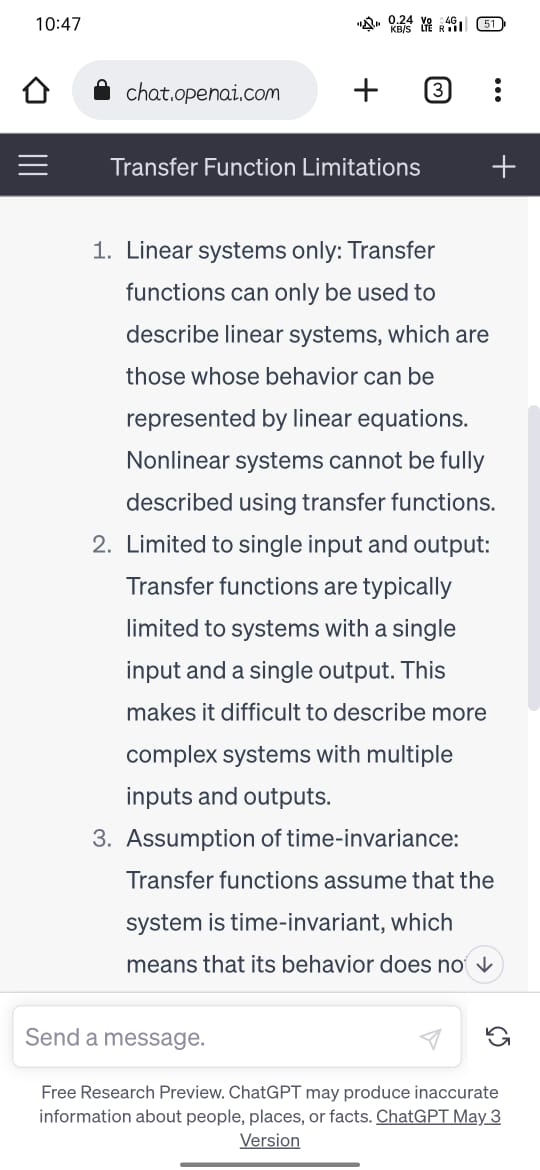 10:47
0.24 KB/S Vo LTE 4G R 51
chat.openai.com
3
Transfer Function Limitations
1. Linear systems only: Transfer
functions can only be used to
describe linear systems, which are
those whose behavior can be
represented by linear equations.
Nonlinear systems cannot be fully
described using transfer functions.
2. Limited to single input and output:
Transfer functions are typically
limited to systems with a single
input and a single output. This
makes it difficult to describe more
complex systems with multiple
inputs and outputs.
3. Assumption of time-invariance:
Transfer functions assume that the
system is time-invariant, which
means that its behavior does no
Send a message.
Free Research Preview. ChatGPT may produce inaccurate
information about people, places, or facts. ChatGPT May 3
Version